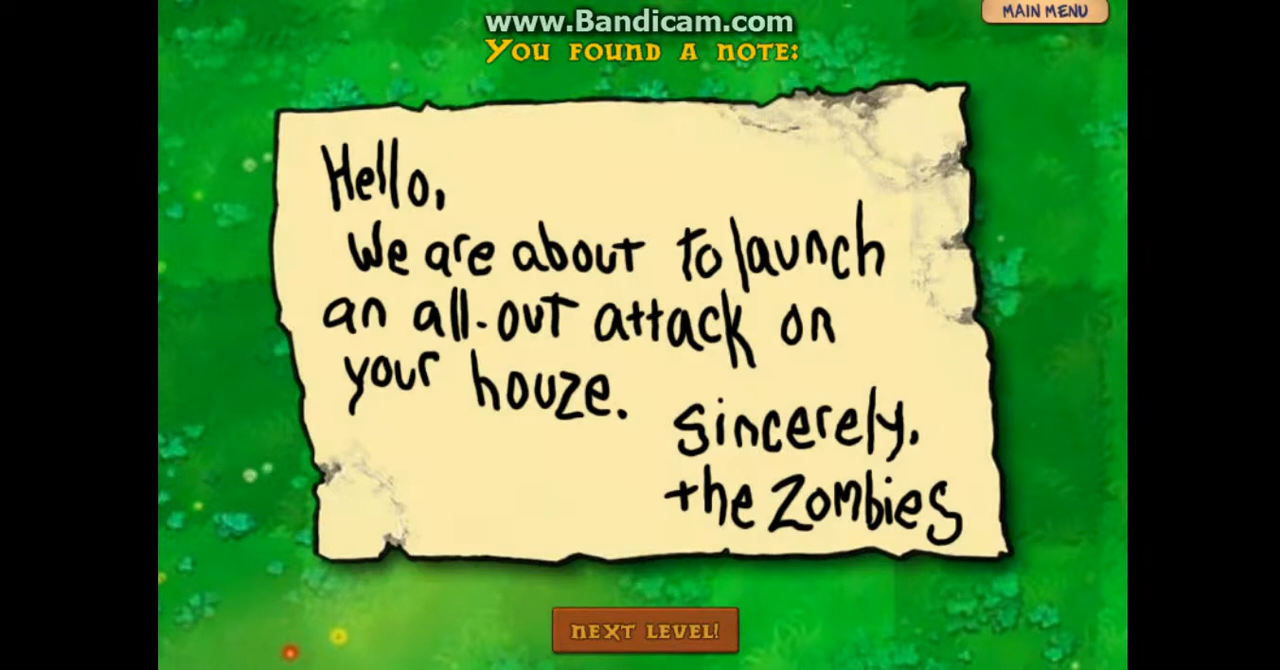 www.Bandicam.com
MAIN MENU
You found a note:
Hello,
We are about to launch
an all-out attack on
your houze.
Sincerely,
the Zombies
NEXT LEVEL!